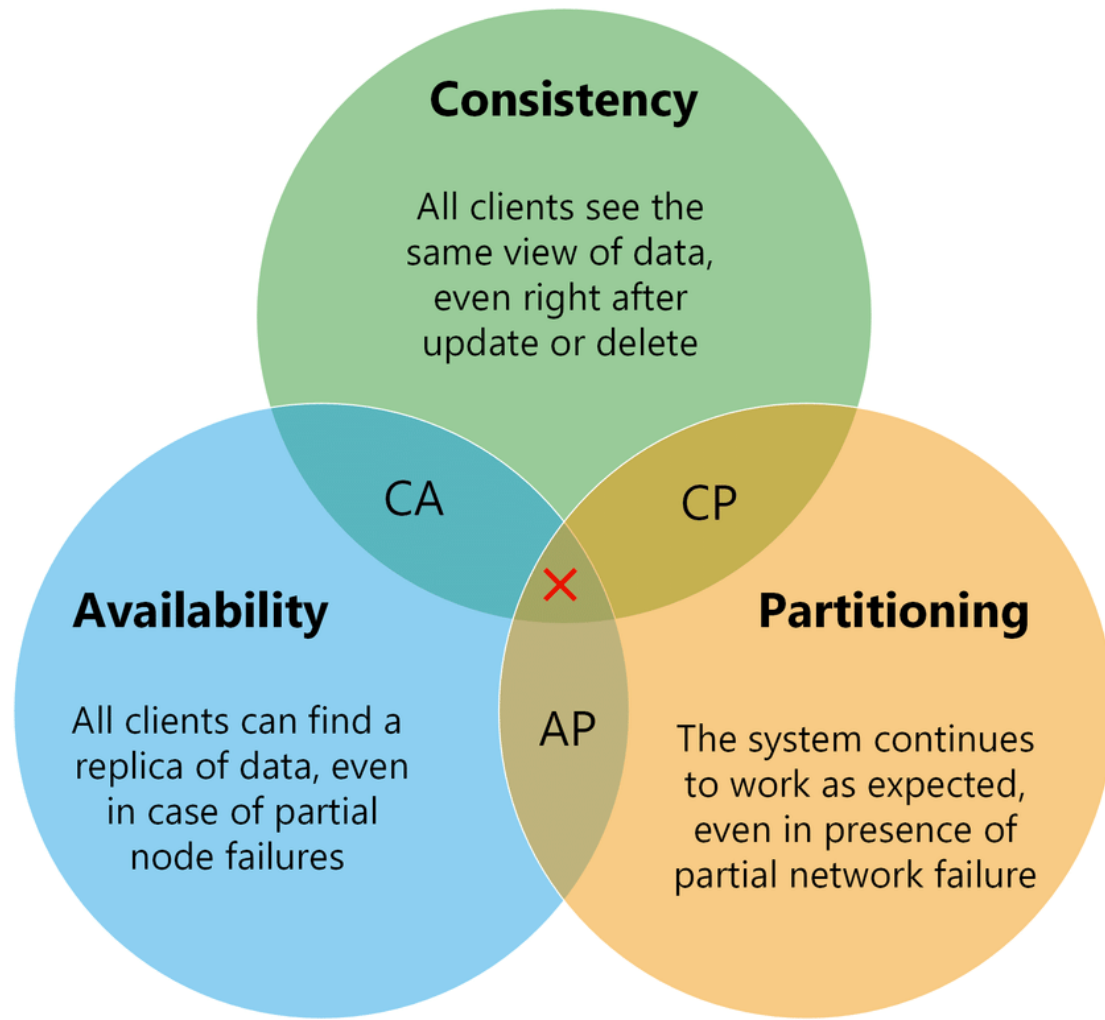 Consistency
All clients see the
same view of data,
even right after
update or delete
CA
CP
Availability
All clients can find a
replica of data, even
in case of partial
node failures
AP
Partitioning
The system continues
to work as expected,
even in presence of
partial network failure